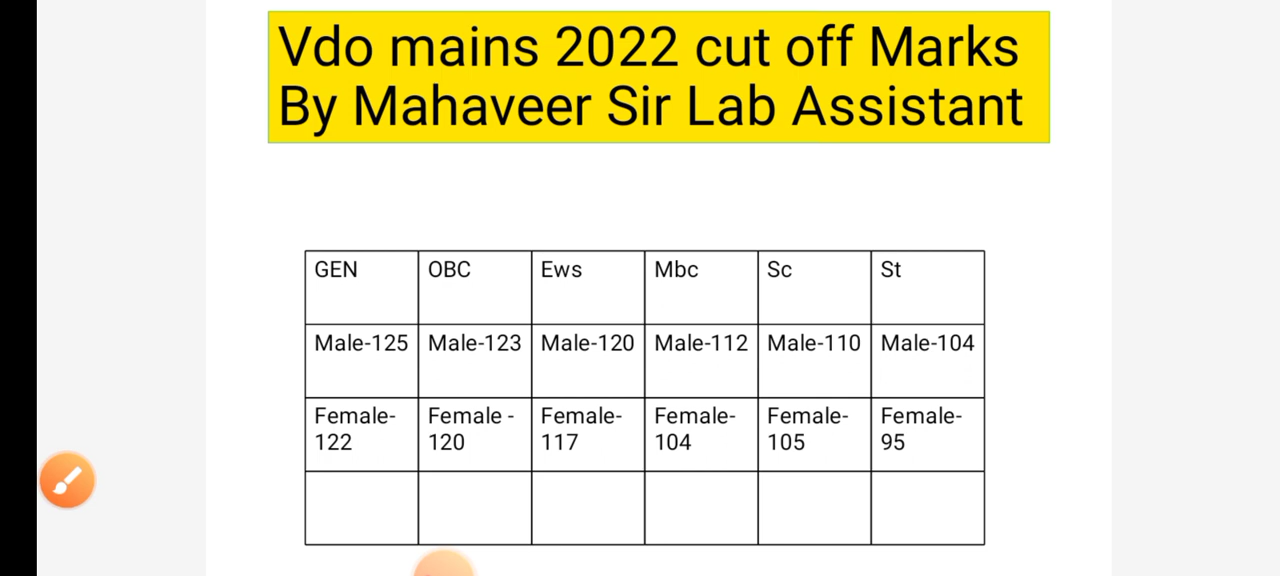 Vdo mains 2022 cut off Marks
By Mahaveer Sir Lab Assistant
GEN OBC Ews Mbc Sc St
Male-125 Male-123 Male-120 Male-112 Male-110 Male-104
Female- Female - Female- Female- Female- Female-
122 120 117 104 105 95